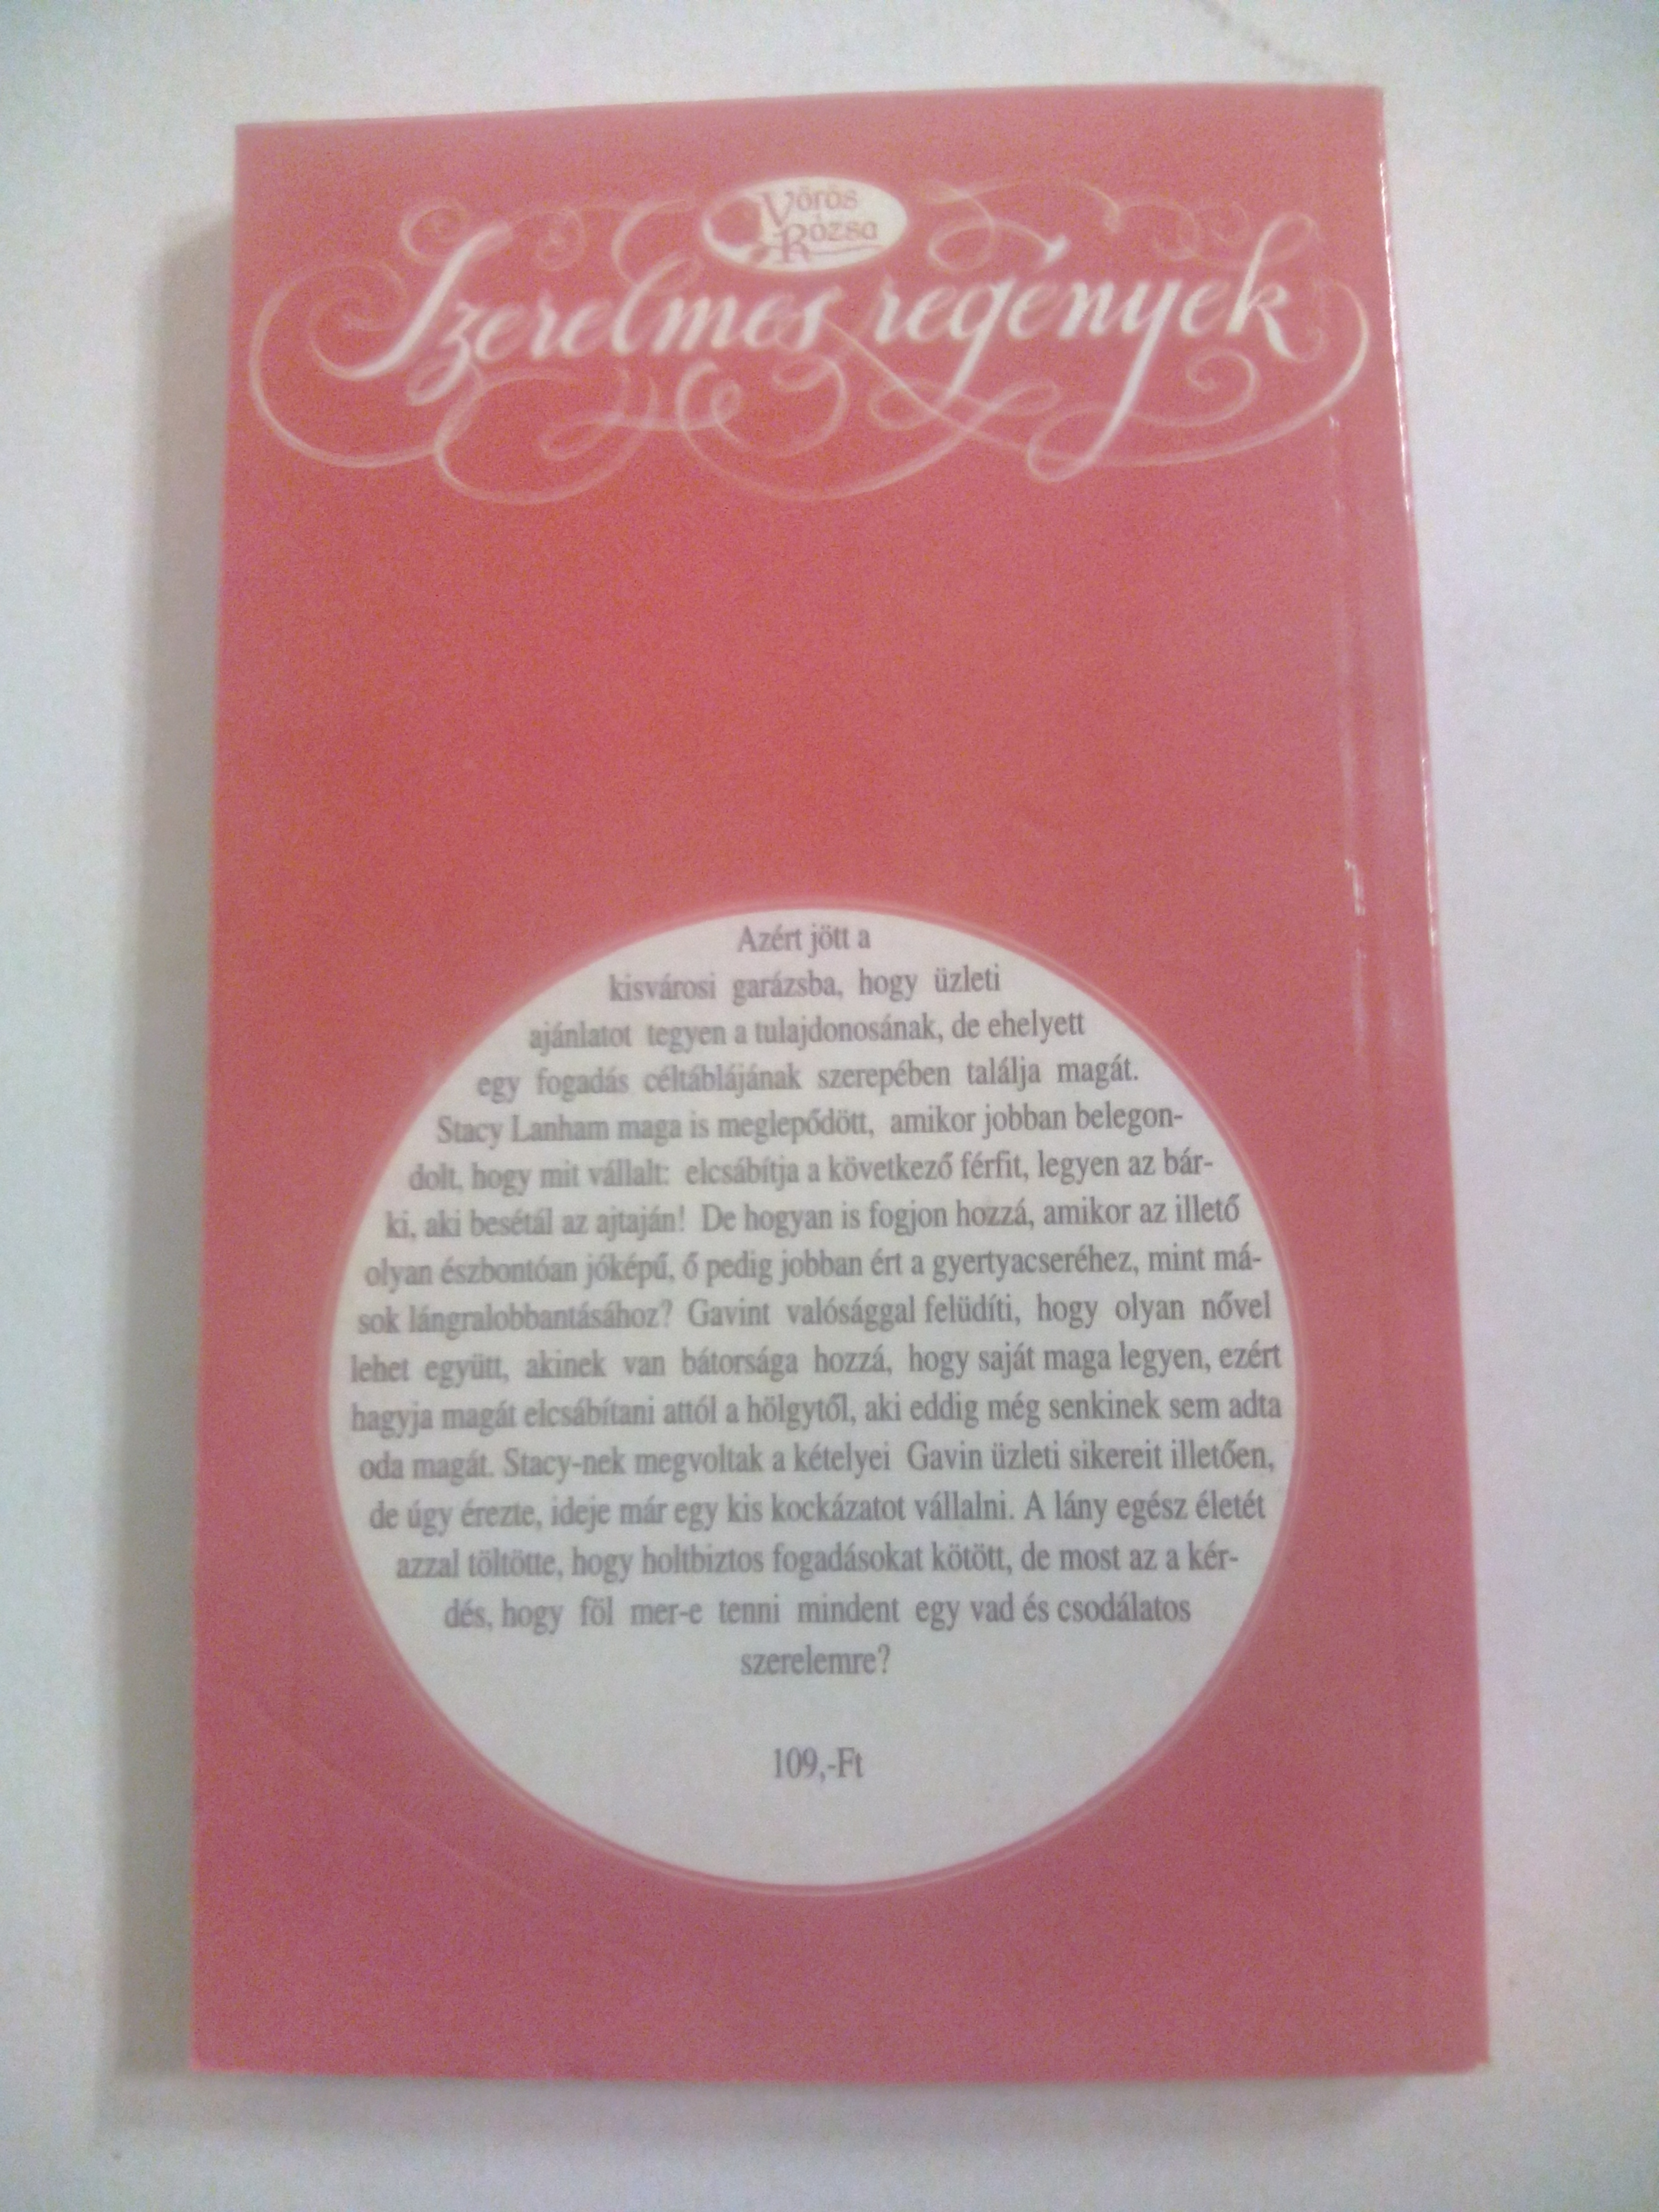 Vörös
Rózsa
Szerelmes regények
Azért jött a
kisvárosi garázsba, hogy üzleti
ajánlatot tegyen a tulajdonosának, de ehelyett
egy fogadás céltáblájának szerepében találja magát.
Stacy Lanham maga is meglepődött, amikor jobban belegon-
dolt, hogy mit vállalt: elcsábítja a következő férfit, legyen az bár-
ki, aki besétál az ajtaján! De hogyan is fogjon hozzá, amikor az illető
olyan észbontóan jóképű, ő pedig jobban ért a gyertyacseréhez, mint má-
sok lángralobbantásához? Gavint valósággal felüdíti, hogy olyan nővel
lehet együtt, akinek van bátorsága hozzá, hogy saját maga legyen, ezért
hagyja magát elcsábítani attól a hölgytől, aki eddig még senkinek sem adta
oda magát. Stacy-nek megvoltak a kételyei Gavin üzleti sikereit illetően,
de úgy érezte, ideje már egy kis kockázatot vállalni. A lány egész életét
azzal töltötte, hogy holtbiztos fogadásokat kötött, de most az a kér-
dés, hogy föl mer-e tenni mindent egy vad és csodálatos
szerelemre?
109,-Ft